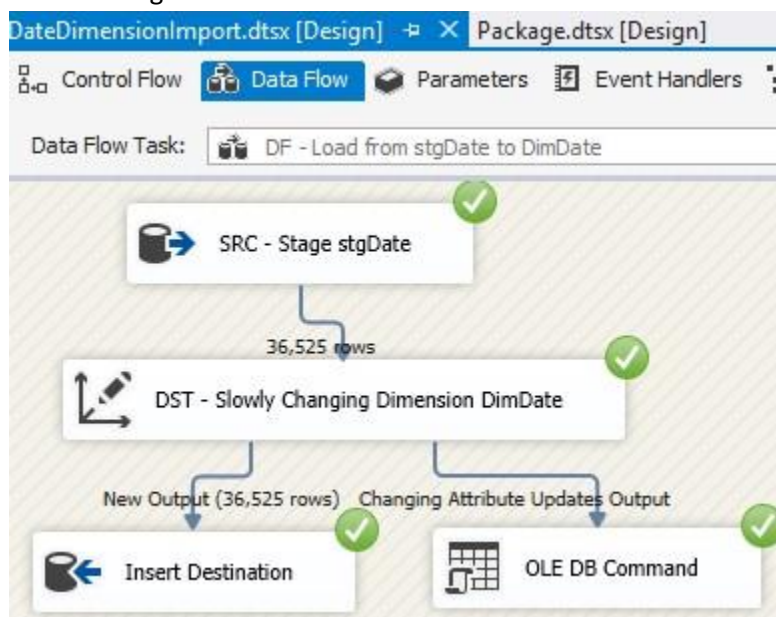 DateDimensionImport.dtsx [Design] Package.dtsx [Design]
Control Flow Data Flow Parameters Event Handlers
Data Flow Task: DF - Load from stgDate to DimDate
SRC - Stage stgDate
36,525 rows
DST - Slowly Changing Dimension DimDate
New Output (36,525 rows) Changing Attribute Updates Output
Insert Destination OLE DB Command